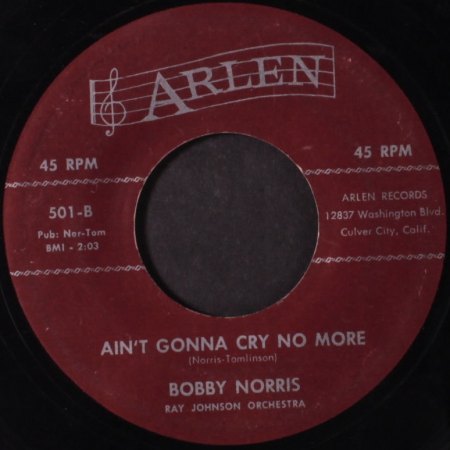 ARLEN
45 RPM
45 RPM
501-B
Pub: Nor-Tom
BMI - 2:03
ARLEN RECORDS
12837 Washington Blvd.
Culver City, Calif.
AIN'T GONNA CRY NO MORE
(Norris-Tomlinson)
BOBBY NORRIS
RAY JOHNSON ORCHESTRA